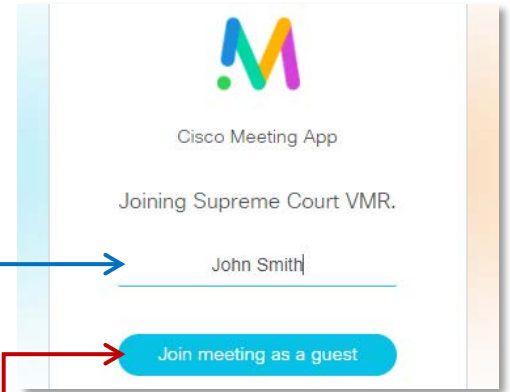 Cisco Meeting App
Joining Supreme Court VMR.
John Smith
Join meeting as a guest